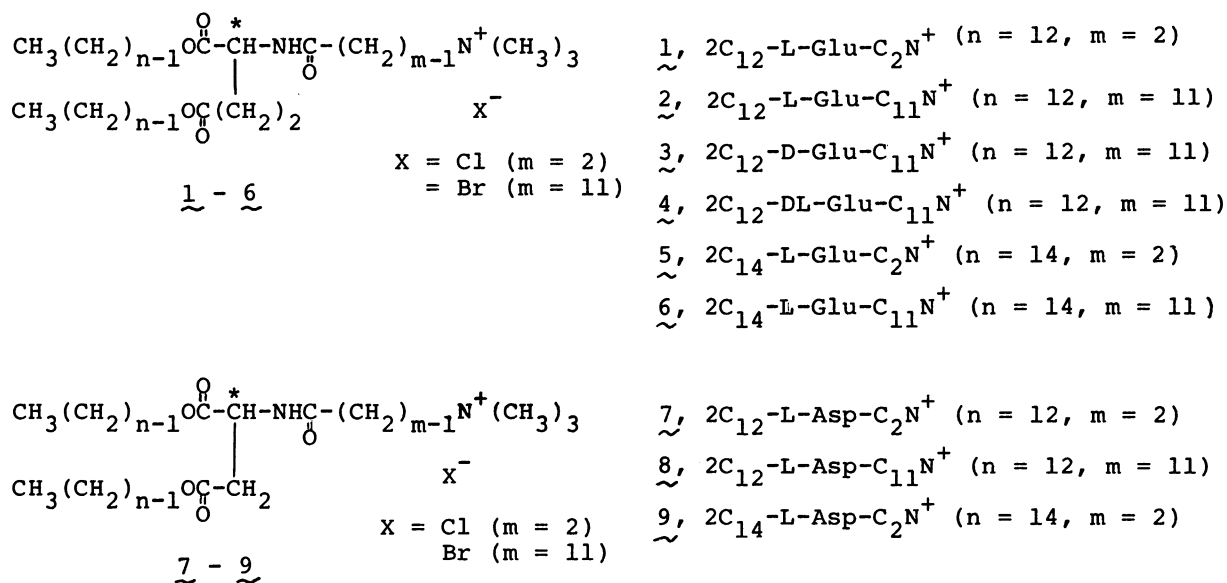 O * O
CH3(CH2)n-1OC-CH-NHC-(CH2)m-1N+(CH3)3
O
CH3(CH2)n-1OC(CH2)2
O
X-
X = Cl (m = 2)
= Br (m = 11)
1 - 6
1, 2C12-L-Glu-C2N+ (n = 12, m = 2)
2, 2C12-L-Glu-C11N+ (n = 12, m = 11)
3, 2C12-D-Glu-C11N+ (n = 12, m = 11)
4, 2C12-DL-Glu-C11N+ (n = 12, m = 11)
5, 2C14-L-Glu-C2N+ (n = 14, m = 2)
6, 2C14-L-Glu-C11N+ (n = 14, m = 11)
O *
CH3(CH2)n-1OC-CH-NHC-(CH2)m-1N+(CH3)3
O
CH3(CH2)n-1OC-CH2
O
X-
X = Cl (m = 2)
Br (m = 11)
7 - 9
7, 2C12-L-Asp-C2N+ (n = 12, m = 2)
8, 2C12-L-Asp-C11N+ (n = 12, m = 11)
9, 2C14-L-Asp-C2N+ (n = 14, m = 2)